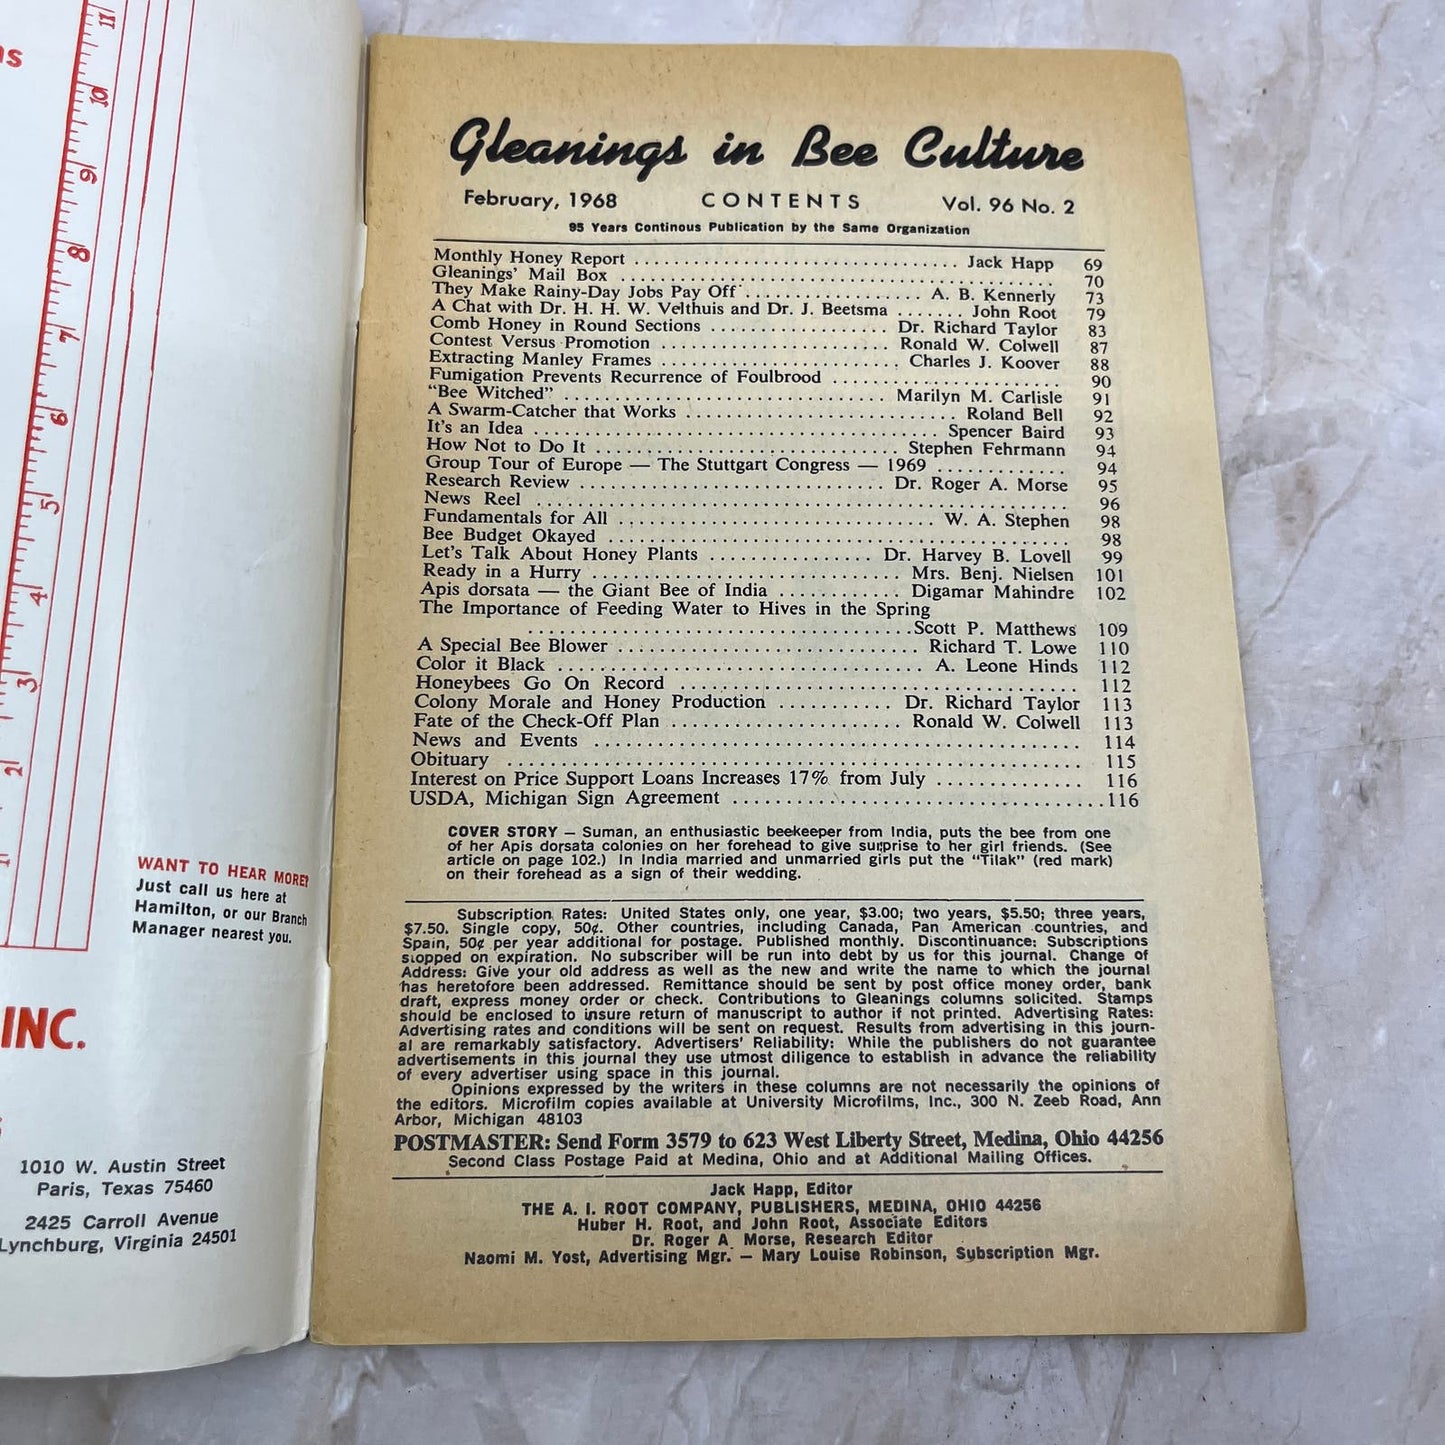 ns
11
10
9
8
7
6
5
4
3
2
1
WANT TO HEAR MORE?
Just call us here at
Hamilton, or our Branch
Manager nearest you.
INC.
1010 W. Austin Street
Paris, Texas 75460
2425 Carroll Avenue
Lynchburg, Virginia 24501
Gleanings in Bee Culture
February, 1968 CONTENTS Vol. 96 No. 2
95 Years Continous Publication by the Same Organization
Monthly Honey Report ................................. Jack Happ 69
Gleanings' Mail Box ................................................ 70
They Make Rainy-Day Jobs Pay Off .................. A. B. Kennerly 73
A Chat with Dr. H. H. W. Velthuis and Dr. J. Beetsma ....... John Root 79
Comb Honey in Round Sections .................. Dr. Richard Taylor 83
Contest Versus Promotion ........................ Ronald W. Colwell 87
Extracting Manley Frames ........................ Charles J. Koover 88
Fumigation Prevents Recurrence of Foulbrood ........................ 90
"Bee Witched" .................................. Marilyn M. Carlisle 91
A Swarm-Catcher that Works ........................... Roland Bell 92
It's an Idea ......................................... Spencer Baird 93
How Not to Do It ................................ Stephen Fehrmann 94
Group Tour of Europe — The Stuttgart Congress — 1969 ............. 94
Research Review ................................ Dr. Roger A. Morse 95
News Reel ........................................................ 96
Fundamentals for All ................................. W. A. Stephen 98
Bee Budget Okayed ................................................ 98
Let's Talk About Honey Plants ................. Dr. Harvey B. Lovell 99
Ready in a Hurry ................................ Mrs. Benj. Nielsen 101
Apis dorsata — the Giant Bee of India ............ Digamar Mahindre 102
The Importance of Feeding Water to Hives in the Spring
........................................Scott P. Matthews 109
A Special Bee Blower ............................... Richard T. Lowe 110
Color it Black ...................................... A. Leone Hinds 112
Honeybees Go On Record .......................................... 112
Colony Morale and Honey Production ............ Dr. Richard Taylor 113
Fate of the Check-Off Plan ........................ Ronald W. Colwell 113
News and Events .................................................. 114
Obituary ......................................................... 115
Interest on Price Support Loans Increases 17% from July ............... 116
USDA, Michigan Sign Agreement ......................................116
COVER STORY — Suman, an enthusiastic beekeeper from India, puts the bee from one
of her Apis dorsata colonies on her forehead to give surprise to her girl friends. (See
article on page 102.) In India married and unmarried girls put the "Tilak" (red mark)
on their forehead as a sign of their wedding.
Subscription Rates: United States only, one year, $3.00; two years, $5.50; three years,
$7.50. Single copy, 50¢. Other countries, including Canada, Pan American countries, and
Spain, 50¢ per year additional for postage. Published monthly. Discontinuance: Subscriptions
stopped on expiration. No subscriber will be run into debt by us for this journal. Change of
Address: Give your old address as well as the new and write the name to which the journal
has heretofore been addressed. Remittance should be sent by post office money order, bank
draft, express money order or check. Contributions to Gleanings columns solicited. Stamps
should be enclosed to insure return of manuscript to author if not printed. Advertising Rates:
Advertising rates and conditions will be sent on request. Results from advertising in this journ-
al are remarkably satisfactory. Advertisers' Reliability: While the publishers do not guarantee
advertisements in this journal they use utmost diligence to establish in advance the reliability
of every advertiser using space in this journal.
Opinions expressed by the writers in these columns are not necessarily the opinions of
the editors. Microfilm copies available at University Microfilms, Inc., 300 N. Zeeb Road, Ann
Arbor, Michigan 48103
POSTMASTER: Send Form 3579 to 623 West Liberty Street, Medina, Ohio 44256
Second Class Postage Paid at Medina, Ohio and at Additional Mailing Offices.
Jack Happ, Editor
THE A. I. ROOT COMPANY, PUBLISHERS, MEDINA, OHIO 44256
Huber H. Root, and John Root, Associate Editors
Dr. Roger A. Morse, Research Editor
Naomi M. Yost, Advertising Mgr. — Mary Louise Robinson, Subscription Mgr.